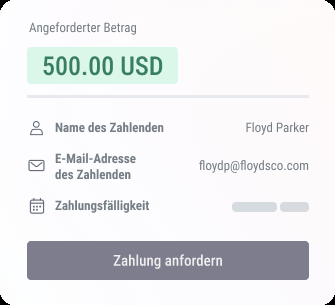 Angeforderter Betrag
500.00 USD
Name des Zahlenden
Floyd Parker
E-Mail-Adresse
des Zahlenden
floydp@floydsco.com
Zahlungsfälligkeit
Zahlung anfordern